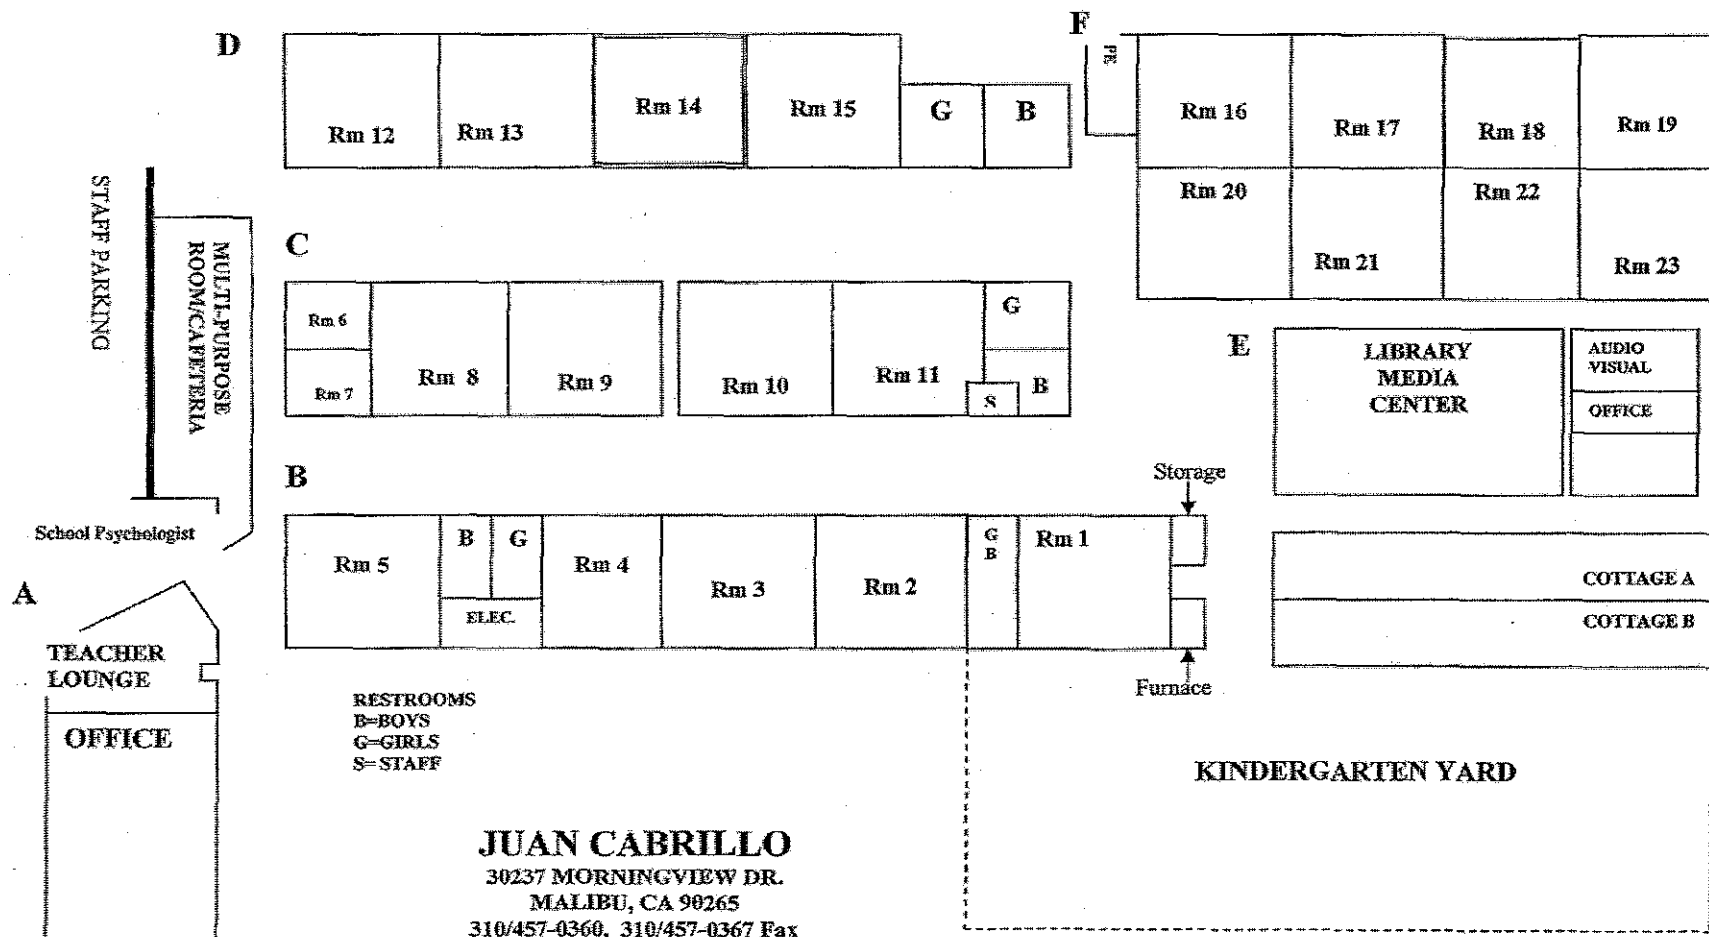 D
Rm 12
Rm 13
Rm 14
Rm 15
G
B
F
PE
Rm 16
Rm 17
Rm 18
Rm 19
Rm 20
Rm 21
Rm 22
Rm 23
STAFF PARKING
MULTI-PURPOSE
ROOM/CAFETERIA
C
Rm 6
Rm 7
Rm 8
Rm 9
Rm 10
Rm 11
G
B
S
E
LIBRARY
MEDIA
CENTER
AUDIO
VISUAL
OFFICE
School Psychologist
B
Rm 5
B
G
ELEC.
Rm 4
Rm 3
Rm 2
G
B
Rm 1
Storage
Furnace
COTTAGE A
COTTAGE B
A
TEACHER
LOUNGE
OFFICE
RESTROOMS
B=BOYS
G=GIRLS
S=STAFF
KINDERGARTEN YARD
JUAN CABRILLO
30237 MORNINGVIEW DR.
MALIBU, CA 90265
310/457-0360, 310/457-0367 Fax